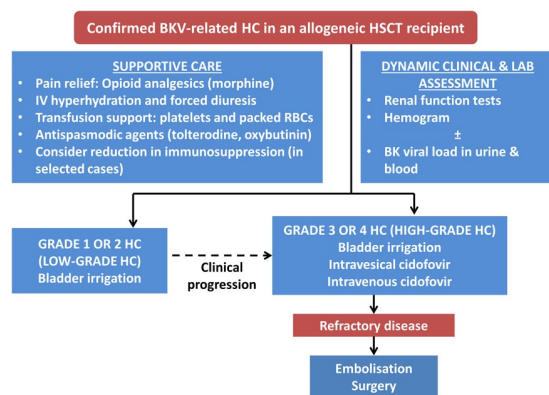 Confirmed BKV-related HC in an allogeneic HSCT recipient
SUPPORTIVE CARE
• Pain relief: Opioid analgesics (morphine)
• IV hyperhydration and forced diuresis
• Transfusion support: platelets and packed RBCs
• Antispasmodic agents (tolterodine, oxybutinin)
• Consider reduction in immunosuppression (in
selected cases)
DYNAMIC CLINICAL & LAB
ASSESSMENT
• Renal function tests
• Hemogram
±
• BK viral load in urine &
blood
GRADE 1 OR 2 HC
(LOW-GRADE HC)
Bladder irrigation
Clinical
progression
GRADE 3 OR 4 HC (HIGH-GRADE HC)
Bladder irrigation
Intravesical cidofovir
Intravenous cidofovir
Refractory disease
Embolisation
Surgery